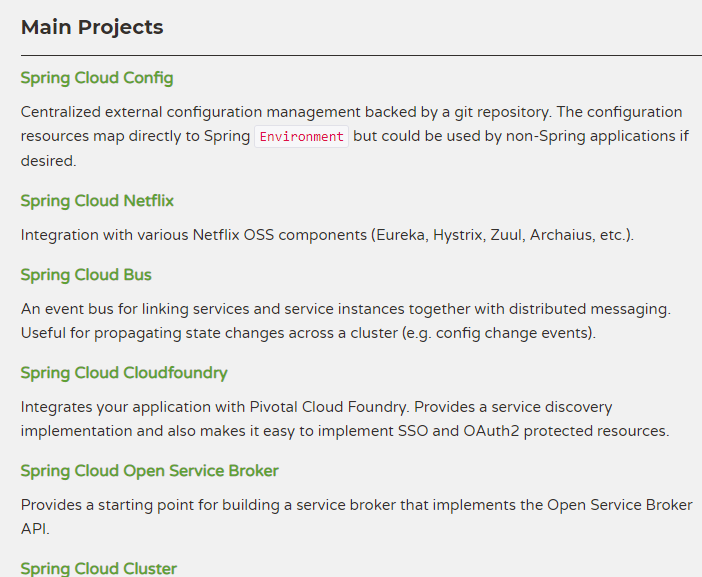 Main Projects
Spring Cloud Config
Centralized external configuration management backed by a git repository. The configuration
resources map directly to Spring Environment but could be used by non-Spring applications if
desired.
Spring Cloud Netflix
Integration with various Netflix OSS components (Eureka, Hystrix, Zuul, Archaius, etc.).
Spring Cloud Bus
An event bus for linking services and service instances together with distributed messaging.
Useful for propagating state changes across a cluster (e.g. config change events).
Spring Cloud Cloudfoundry
Integrates your application with Pivotal Cloud Foundry. Provides a service discovery
implementation and also makes it easy to implement SSO and OAuth2 protected resources.
Spring Cloud Open Service Broker
Provides a starting point for building a service broker that implements the Open Service Broker
API.
Spring Cloud Cluster